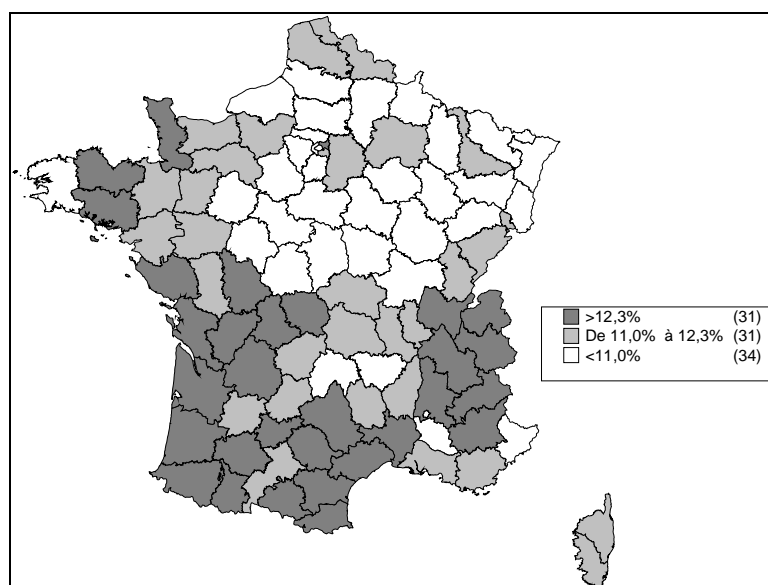 >12,3% (31)
De 11,0% à 12,3% (31)
<11,0% (34)